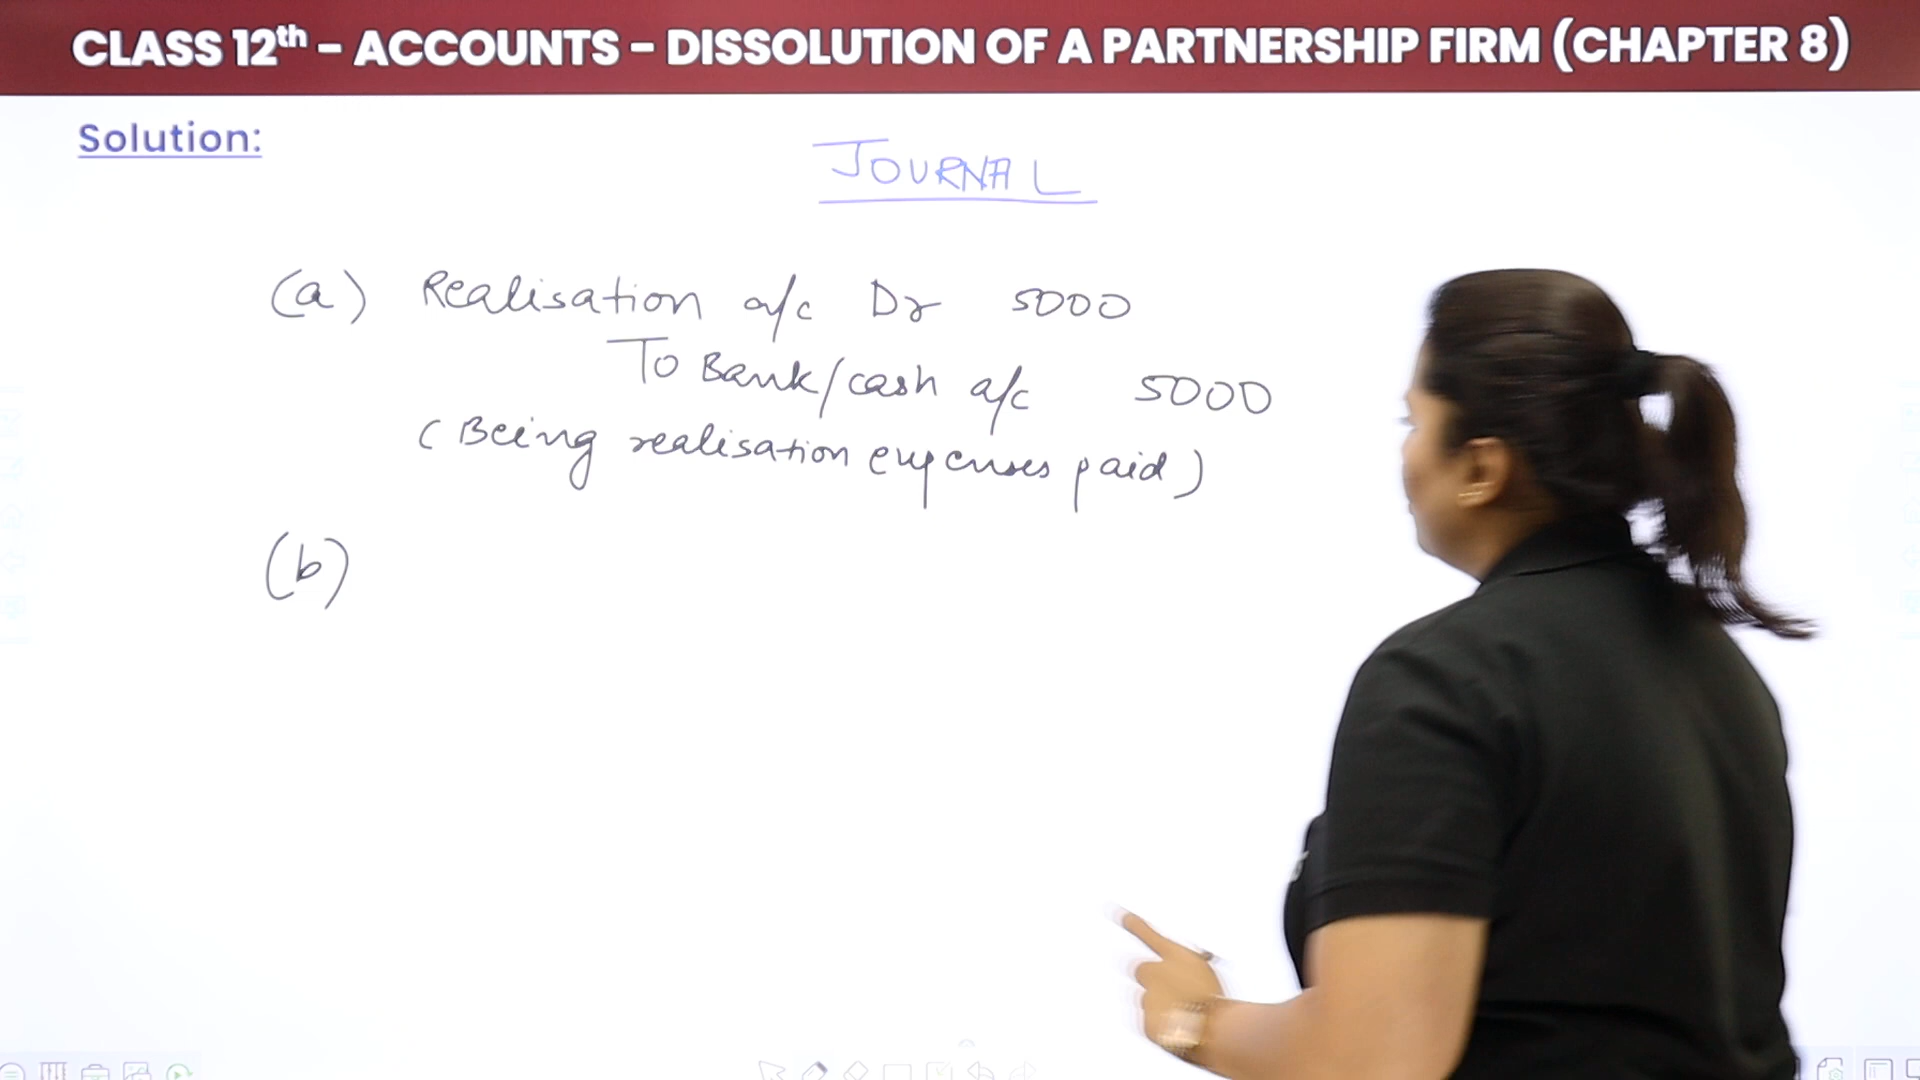 CLASS 12th – ACCOUNTS – DISSOLUTION OF A PARTNERSHIP FIRM (CHAPTER 8)
Solution:
JOURNAL
(a) Realisation a/c Dr 5000
To Bank/cash a/c 5000
(Being realisation expenses paid)
(b)